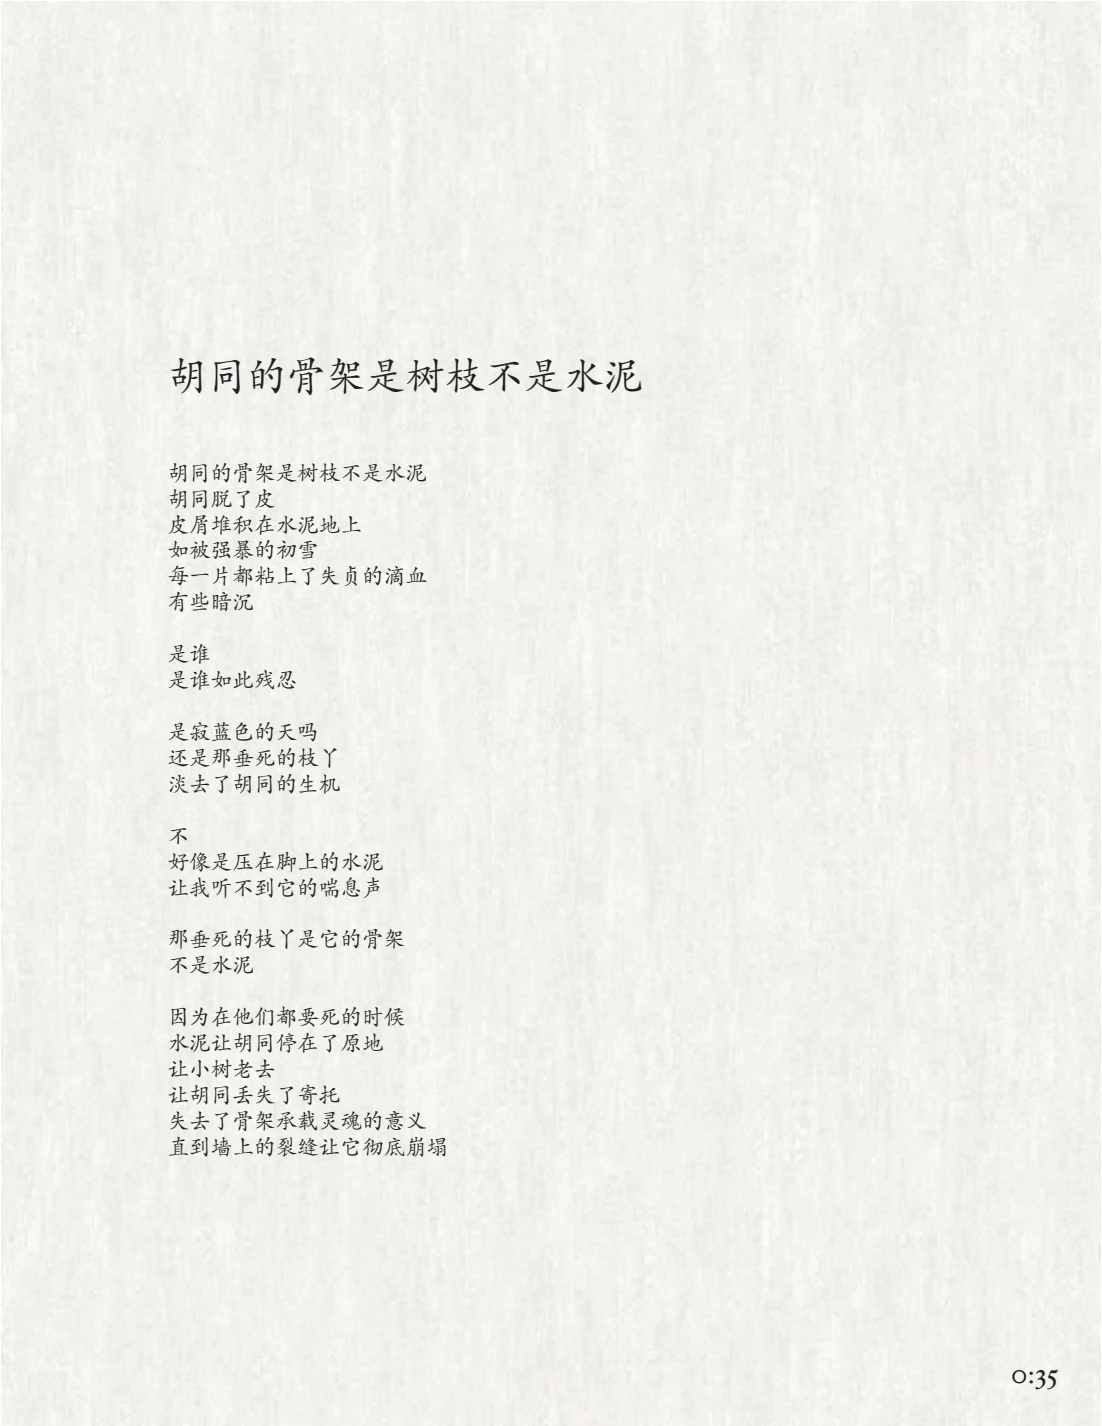 胡同的骨架是树枝不是水泥
胡同的骨架是树枝不是水泥
胡同脱了皮
皮屑堆积在水泥地上
如被强暴的初雪
每一片都粘上了失贞的滴血
有些暗沉
是谁
是谁如此残忍
是寂蓝色的天吗
还是那垂死的枝丫
淡去了胡同的生机
不
好像是压在脚上的水泥
让我听不到它的喘息声
那垂死的枝丫是它的骨架
不是水泥
因为在他们都要死的时候
水泥让胡同停在了原地
让小树老去
让胡同丢失了寄托
失去了骨架承载灵魂的意义
直到墙上的裂缝让它彻底崩塌
0:35